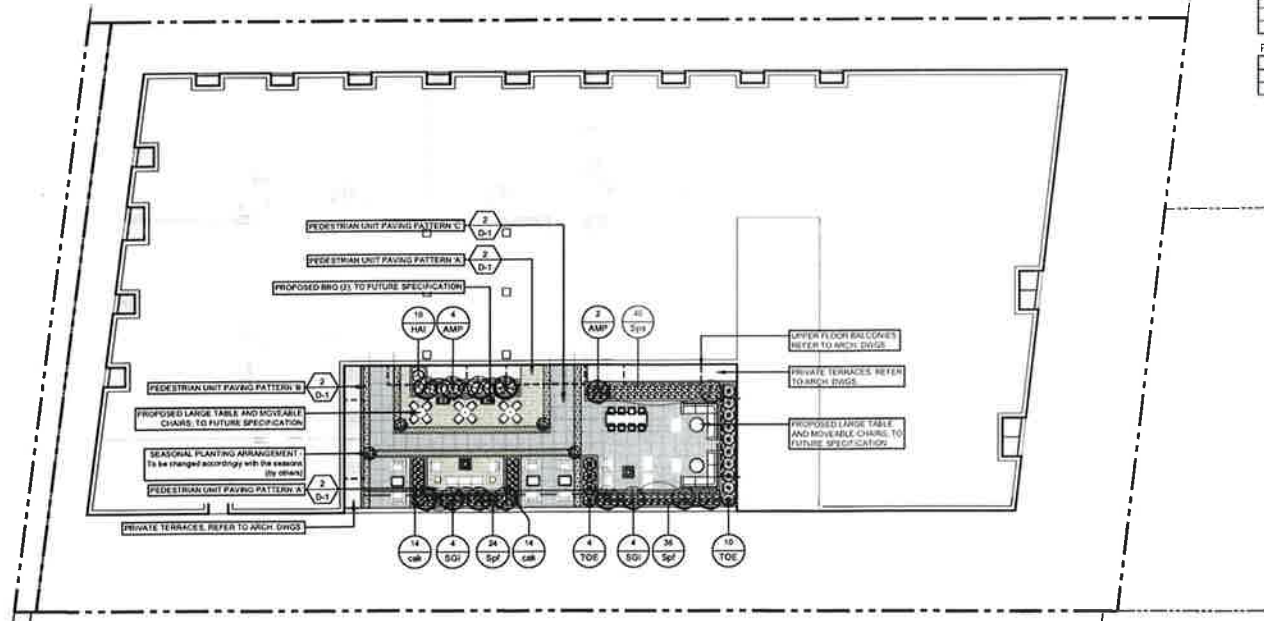 PEDESTRIAN UNIT PAVING PATTERN 'C'
2
D-1
PEDESTRIAN UNIT PAVING PATTERN 'A'
2
D-1
PROPOSED BBQ (2), TO FUTURE SPECIFICATION
4
AMP
HAI
2
AMP
UPPER FLOOR BALCONIES
REFER TO ARCH. DWGS
PRIVATE TERRACES, REFER
TO ARCH. DWGS.
PEDESTRIAN UNIT PAVING PATTERN 'B'
2
D-1
PROPOSED LARGE TABLE AND MOVEABLE
CHAIRS, TO FUTURE SPECIFICATION
PROPOSED LARGE TABLE
AND MOVEABLE CHAIRS, TO
FUTURE SPECIFICATION
SEASONAL PLANTING ARRANGEMENT -
To be changed accordingly with the seasons
(by others)
PEDESTRIAN UNIT PAVING PATTERN 'A'
2
D-1
PRIVATE TERRACES, REFER TO ARCH. DWGS
14
cak
4
SGI
24
Spf
14
cak
4
TOE
4
SGI
36
Spf
10
TOE